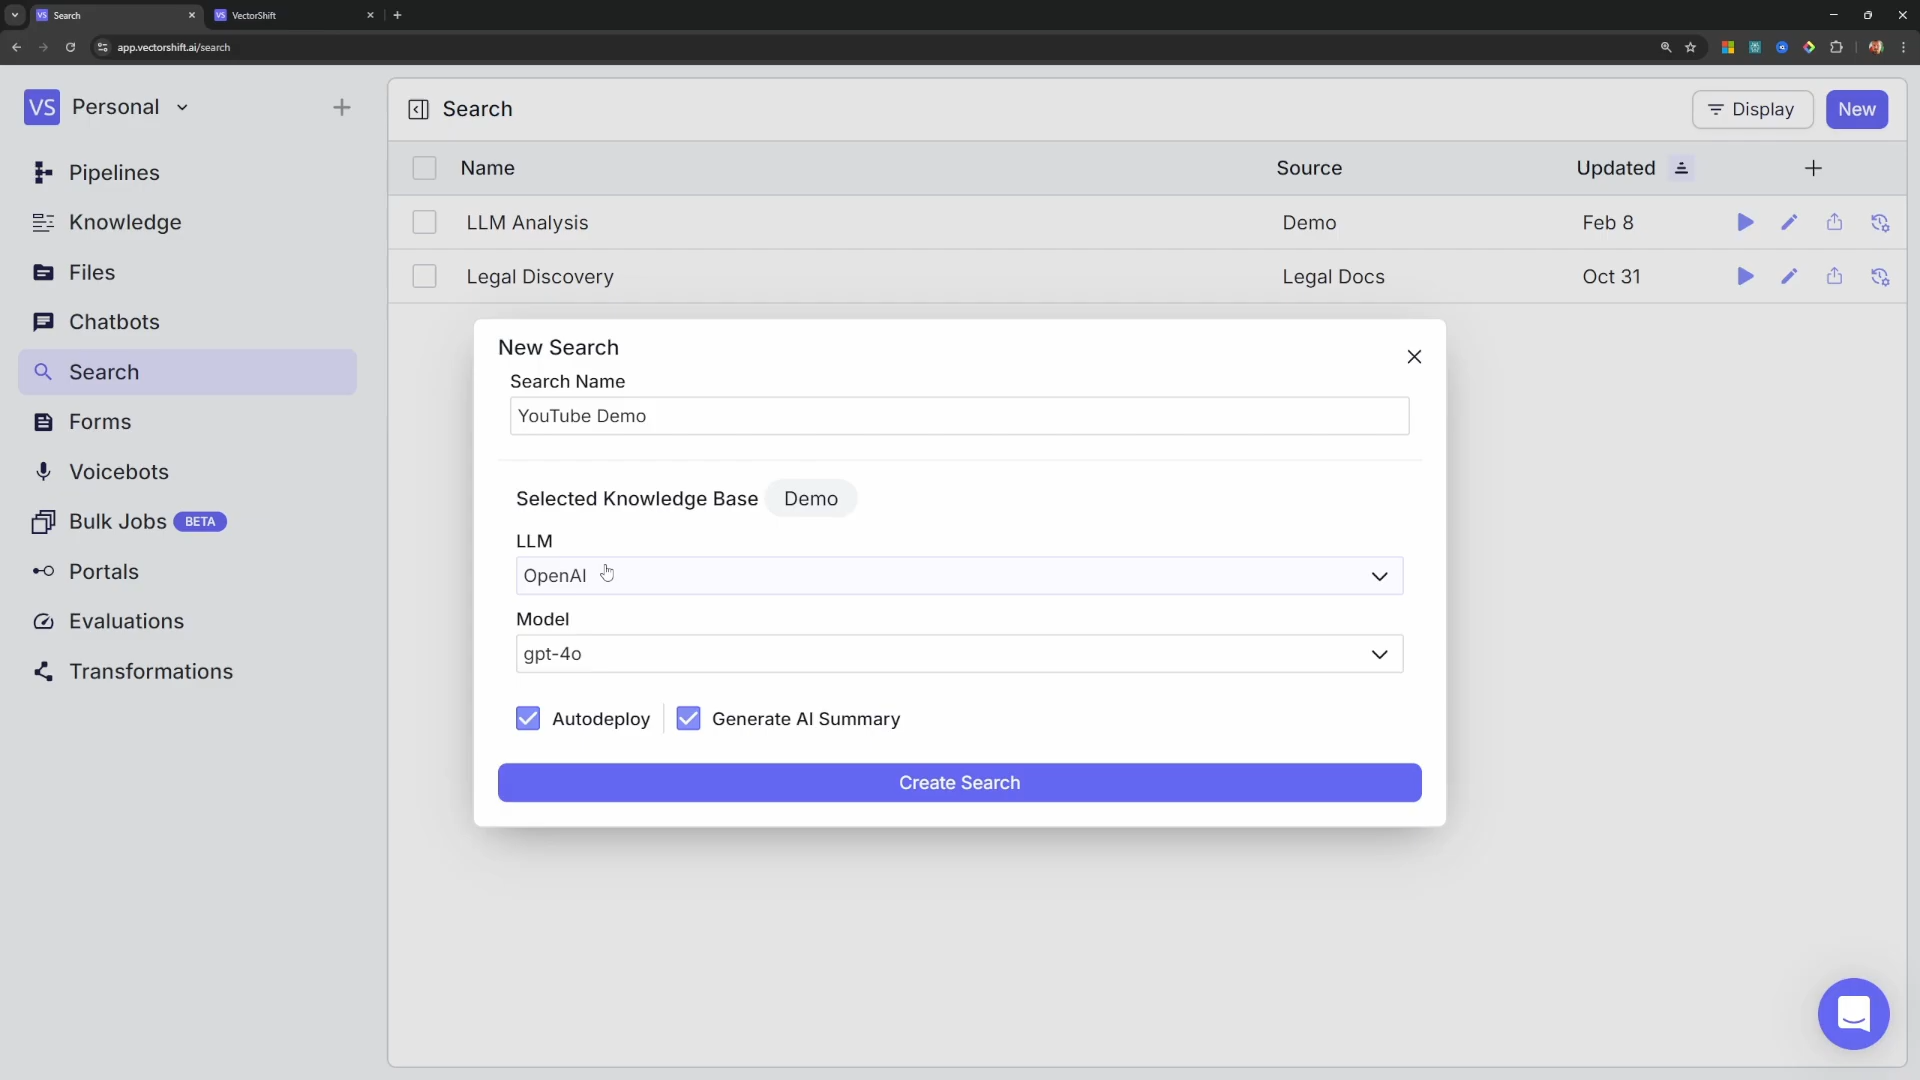 VS Search
VS VectorShift
app.vectorshift.ai/search
VS Personal
Pipelines
Knowledge
Files
Chatbots
Search
Forms
Voicebots
Bulk Jobs BETA
Portals
Evaluations
Transformations
Search
Display
New
Name Source Updated
LLM Analysis Demo Feb 8
Legal Discovery Legal Docs Oct 31
New Search
Search Name
YouTube Demo
Selected Knowledge Base Demo
LLM
OpenAI
Model
gpt-4o
Autodeploy Generate AI Summary
Create Search